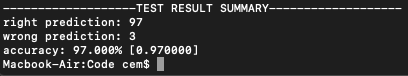 -------------------TEST RESULT SUMMARY-------------------
right prediction: 97
wrong prediction: 3
accuracy: 97.000% [0.970000]
Macbook-Air:Code cem$